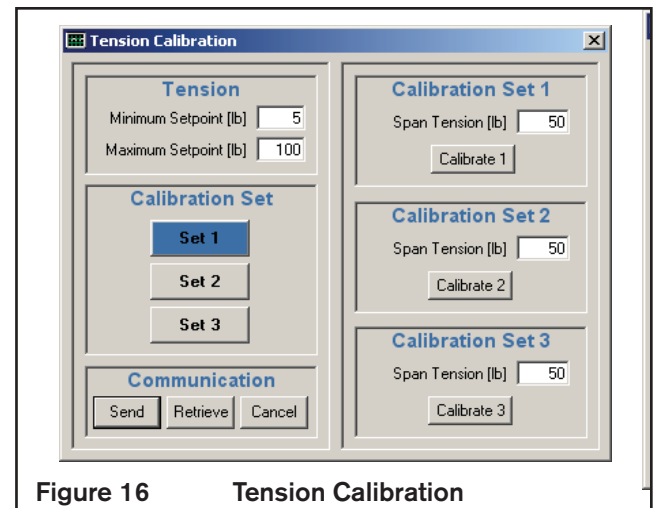 Tension Calibration
Tension
Minimum Setpoint [lb] 5
Maximum Setpoint [lb] 100
Calibration Set
Set 1
Set 2
Set 3
Communication
Send Retrieve Cancel
Calibration Set 1
Span Tension [lb] 50
Calibrate 1
Calibration Set 2
Span Tension [lb] 50
Calibrate 2
Calibration Set 3
Span Tension [lb] 50
Calibrate 3
Figure 16 Tension Calibration